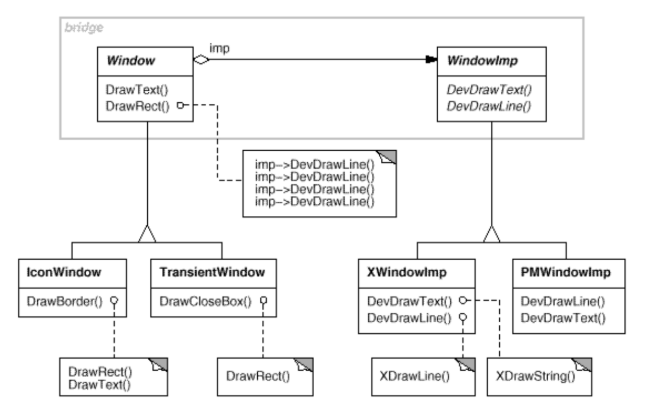 bridge
imp
Window
DrawText()
DrawRect()
WindowImp
DevDrawText()
DevDrawLine()
imp->DevDrawLine()
imp->DevDrawLine()
imp->DevDrawLine()
imp->DevDrawLine()
IconWindow
DrawBorder()
TransientWindow
DrawCloseBox()
XWindowImp
DevDrawText()
DevDrawLine()
PMWindowImp
DevDrawLine()
DevDrawText()
DrawRect()
DrawText()
DrawRect()
XDrawLine()
XDrawString()